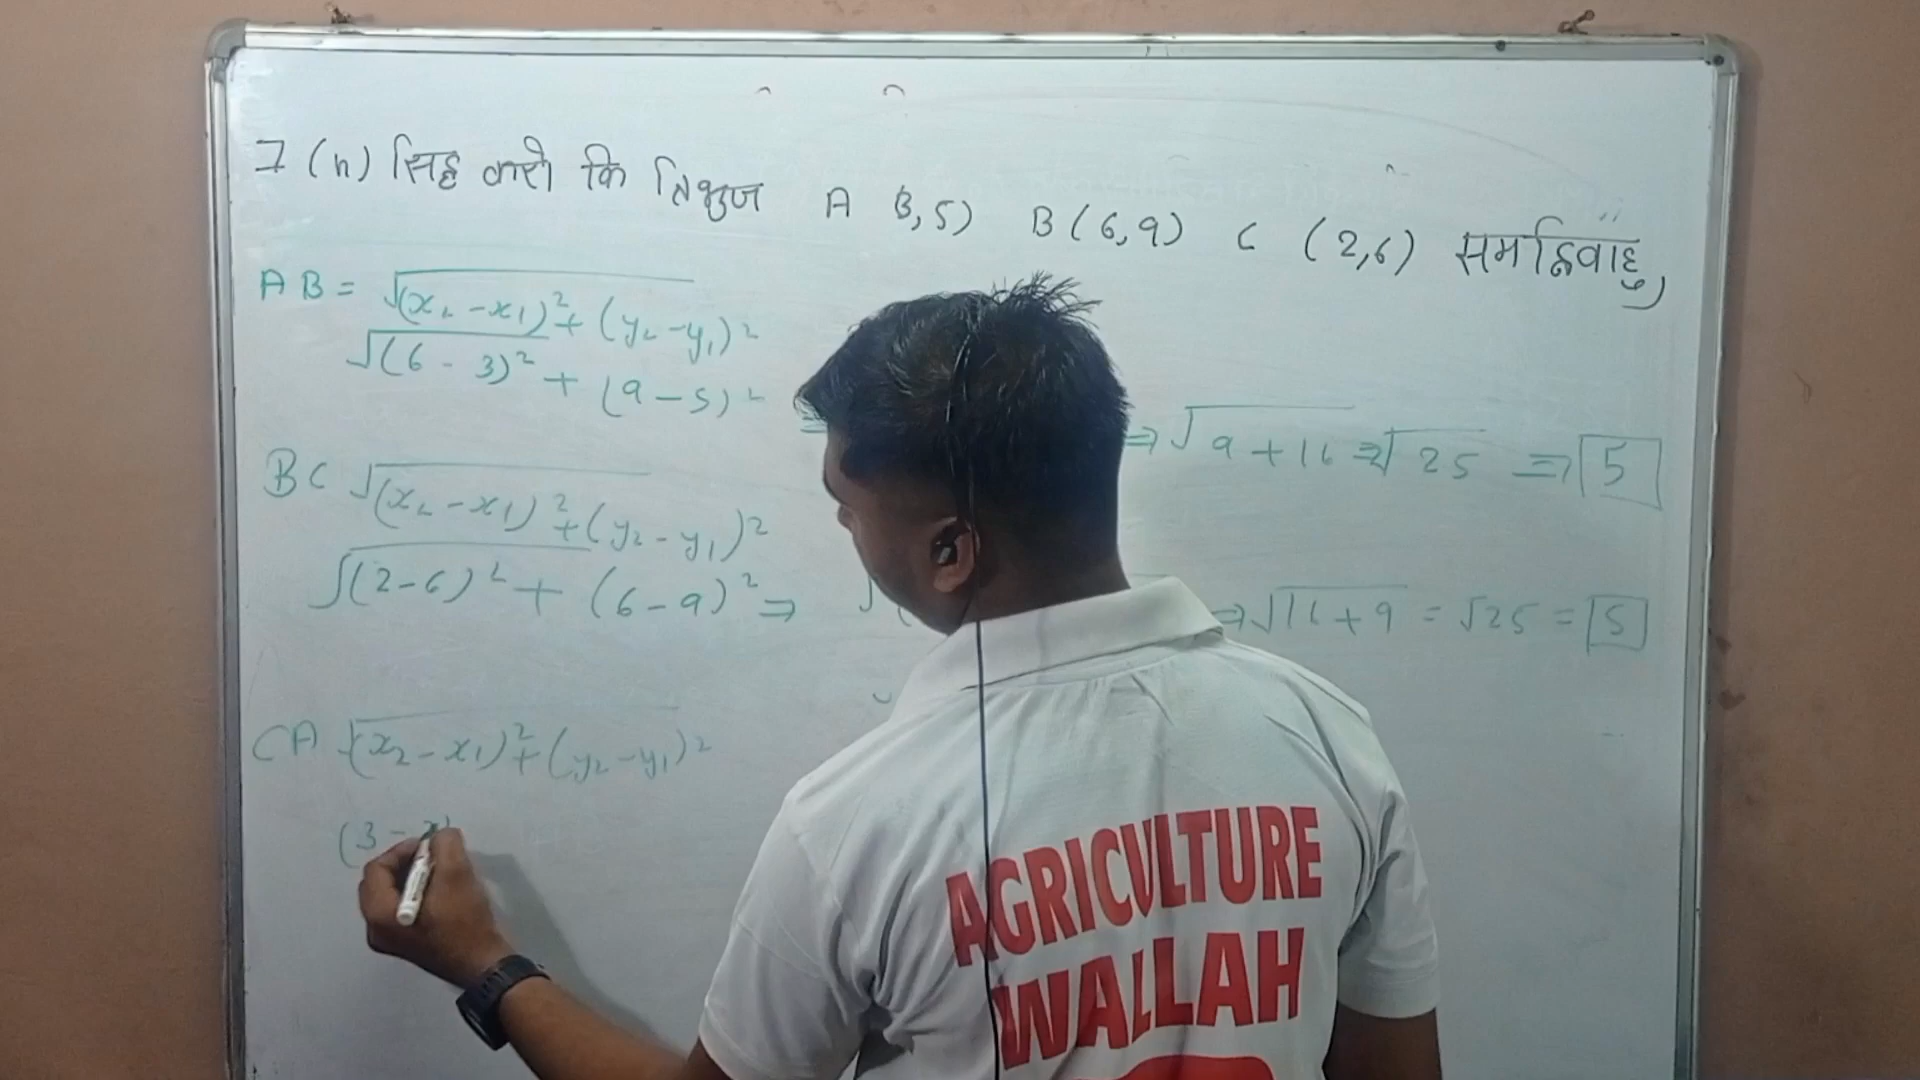 7 (h) सिद्ध करो कि त्रिभुज A (3,5) B (6,9) C (2,6) समद्विबाहु,
AB = √(x₂ - x₁)² + (y₂ - y₁)²
√(6 - 3)² + (9 - 5)² ⇒
⇒ √9 + 16 ⇒ √25 ⇒ 5
BC √(x₂ - x₁)² + (y₂ - y₁)²
√(2 - 6)² + (6 - 9)² ⇒ √(
⇒ √16 + 9 = √25 = 5
CA √(x₂ - x₁)² + (y₂ - y₁)²
(3 -
AGRICULTURE
WALLAH